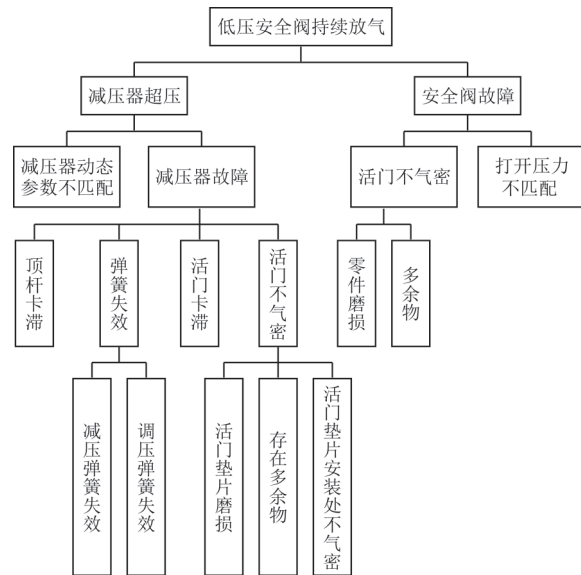 低压安全阀持续放气
减压器超压
安全阀故障
减压器动态
参数不匹配
减压器故障
活门不气密
打开压力
不匹配
顶杆卡滞
弹簧失效
活门卡滞
活门不气密
零件磨损
多余物
减压弹簧失效
调压弹簧失效
活门垫片磨损
存在多余物
活门垫片安装处不气密